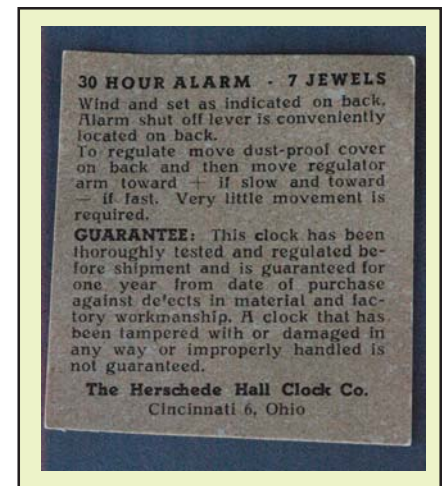 30 HOUR ALARM - 7 JEWELS
Wind and set as indicated on back.
Alarm shut off lever is conveniently
located on back.
To regulate move dust-proof cover
on back and then move regulator
arm toward + if slow and toward
— if fast. Very little movement is
required.
GUARANTEE: This clock has been
thoroughly tested and regulated be-
fore shipment and is guaranteed for
one year from date of purchase
against defects in material and fac-
tory workmanship. A clock that has
been tampered with or damaged in
any way or improperly handled is
not guaranteed.
The Herschede Hall Clock Co.
Cincinnati 6, Ohio